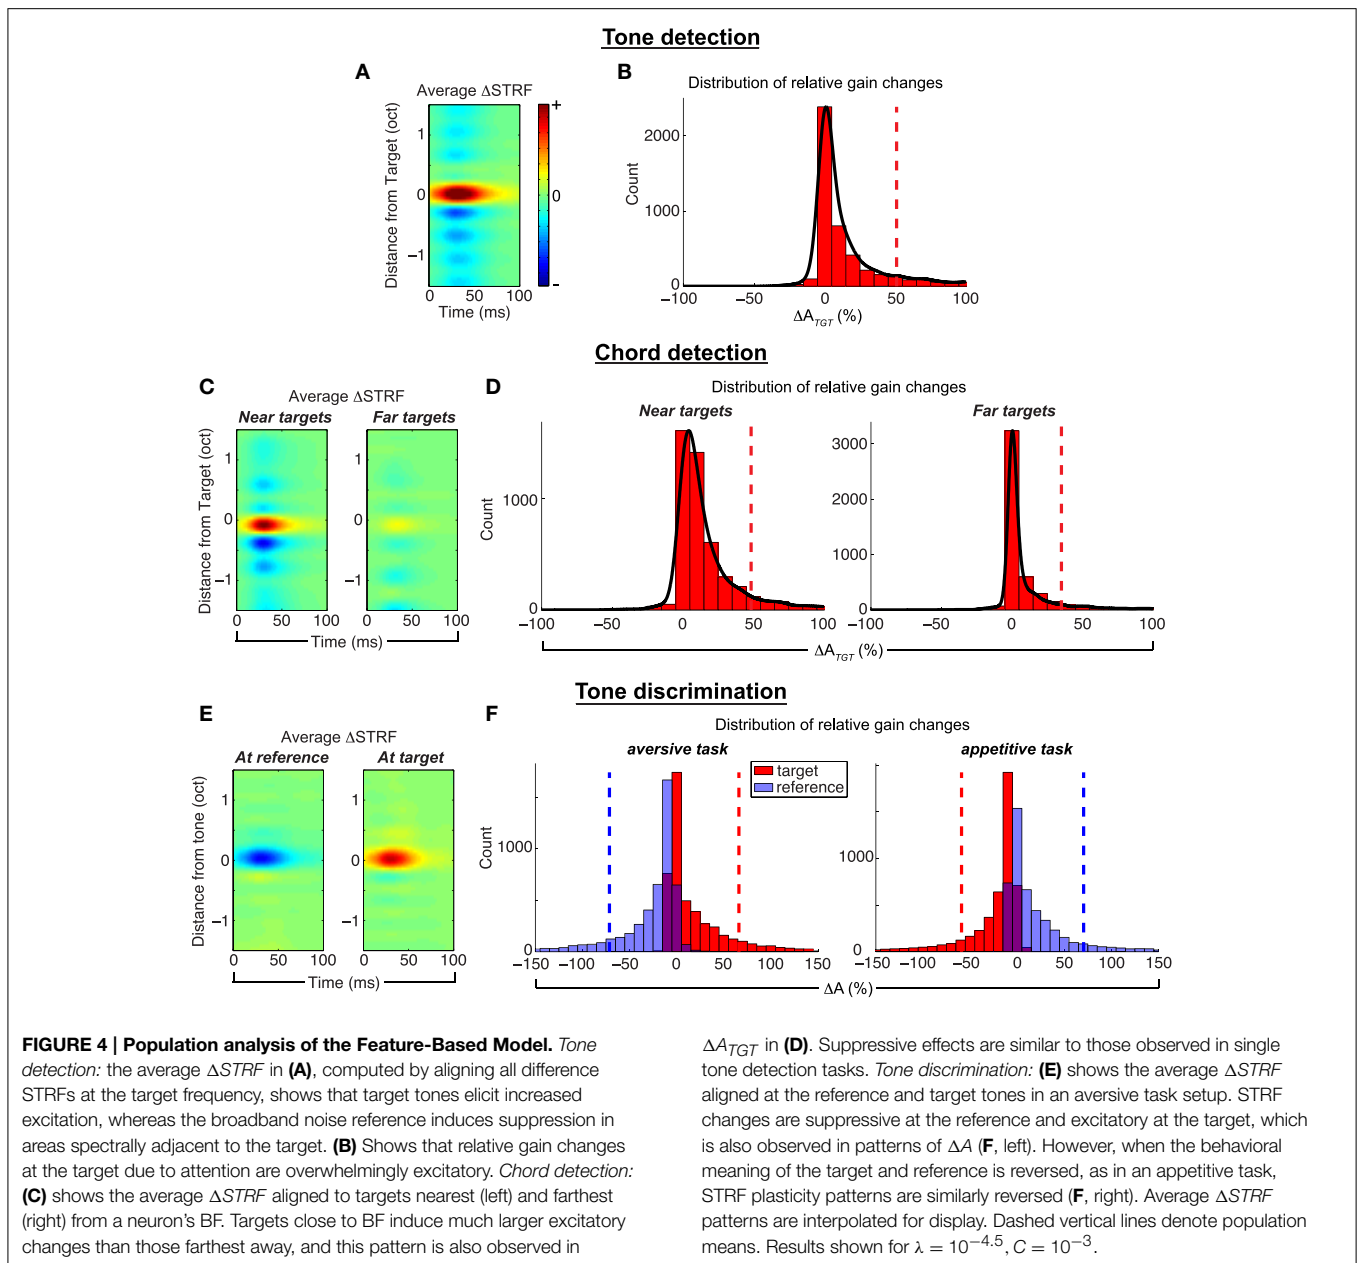 Tone detection
A
Average ΔSTRF
Distance from Target (oct)
1
0
−1
0 50 100
Time (ms)
+
0
-
B
Distribution of relative gain changes
Count
2000
1000
0
−100 −50 0 50 100
ΔA_TGT (%)
Chord detection
C
Average ΔSTRF
Near targets Far targets
Distance from Target (oct)
1
0
−1
1
0
−1
0 50 100 0 50 100
Time (ms)
D
Distribution of relative gain changes
Near targets
Far targets
Count
1000
0
−100 −50 0 50 100
3000
2000
1000
0
−100 −50 0 50 100
ΔA_TGT (%)
Tone discrimination
E
Average ΔSTRF
At reference At target
Distance from tone (oct)
1
0
−1
1
0
−1
0 50 100 0 50 100
Time (ms)
F
Distribution of relative gain changes
aversive task
appetitive task
target
reference
Count
1000
0
−150 −100 −50 0 50 100 150
1000
0
−150 −100 −50 0 50 100 150
ΔA (%)
FIGURE 4 | Population analysis of the Feature-Based Model. Tone
detection: the average ΔSTRF in (A), computed by aligning all difference
STRFs at the target frequency, shows that target tones elicit increased
excitation, whereas the broadband noise reference induces suppression in
areas spectrally adjacent to the target. (B) Shows that relative gain changes
at the target due to attention are overwhelmingly excitatory. Chord detection:
(C) shows the average ΔSTRF aligned to targets nearest (left) and farthest
(right) from a neuron's BF. Targets close to BF induce much larger excitatory
changes than those farthest away, and this pattern is also observed in
ΔA_TGT in (D). Suppressive effects are similar to those observed in single
tone detection tasks. Tone discrimination: (E) shows the average ΔSTRF
aligned at the reference and target tones in an aversive task setup. STRF
changes are suppressive at the reference and excitatory at the target, which
is also observed in patterns of ΔA (F, left). However, when the behavioral
meaning of the target and reference is reversed, as in an appetitive task,
STRF plasticity patterns are similarly reversed (F, right). Average ΔSTRF
patterns are interpolated for display. Dashed vertical lines denote population
means. Results shown for λ = 10^−4.5, C = 10^−3.